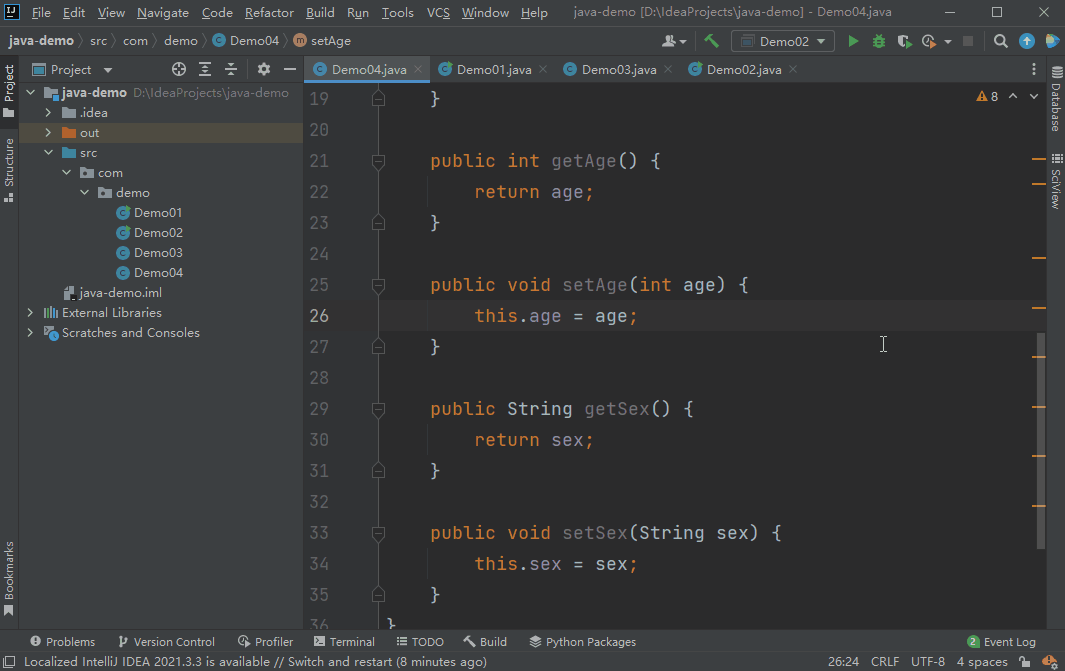 File Edit View Navigate Code Refactor Build Run Tools VCS Window Help java-demo [D:\IdeaProjects\java-demo] - Demo04.java
java-demo src com demo Demo04 setAge Demo02
Project Demo04.java Demo01.java Demo03.java Demo02.java
java-demo D:\IdeaProjects\java-demo
.idea
out
src
com
demo
Demo01
Demo02
Demo03
Demo04
java-demo.iml
External Libraries
Scratches and Consoles
Project
Structure
Bookmarks
19 }
20
21 public int getAge() {
22 return age;
23 }
24
25 public void setAge(int age) {
26 this.age = age;
27 }
28
29 public String getSex() {
30 return sex;
31 }
32
33 public void setSex(String sex) {
34 this.sex = sex;
35 }
36 }
8
Database
SciView
Problems Version Control Profiler Terminal TODO Build Python Packages 2 Event Log
Localized IntelliJ IDEA 2021.3.3 is available // Switch and restart (8 minutes ago) 26:24 CRLF UTF-8 4 spaces